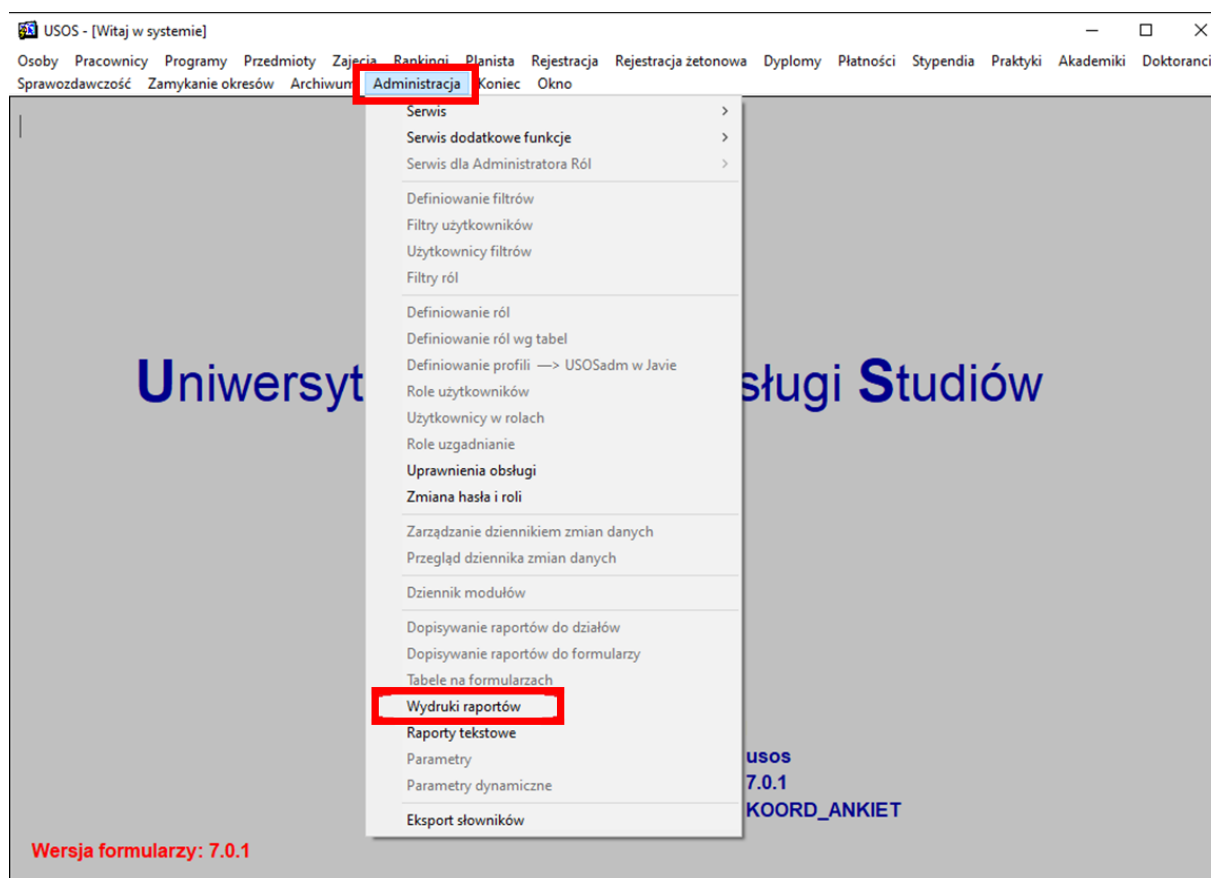 USOS - [Witaj w systemie]
Osoby Pracownicy Programy Przedmioty Zajęcia Rankingi Planista Rejestracja Rejestracja żetonowa Dyplomy Płatności Stypendia Praktyki Akademiki Doktoranci
Sprawozdawczość Zamykanie okresów Archiwum Administracja Koniec Okno
Serwis
Serwis dodatkowe funkcje
Serwis dla Administratora Ról
Definiowanie filtrów
Filtry użytkowników
Użytkownicy filtrów
Filtry ról
Definiowanie ról
Definiowanie ról wg tabel
Definiowanie profili —> USOSadm w Javie
Uniwersyt sługi Studiów
Role użytkowników
Użytkownicy w rolach
Role uzgadnianie
Uprawnienia obsługi
Zmiana hasła i roli
Zarządzanie dziennikiem zmian danych
Przegląd dziennika zmian danych
Dziennik modułów
Dopisywanie raportów do działów
Dopisywanie raportów do formularzy
Tabele na formularzach
Wydruki raportów
Raporty tekstowe
Parametry usos
Parametry dynamiczne 7.0.1
KOORD_ANKIET
Eksport słowników
Wersja formularzy: 7.0.1